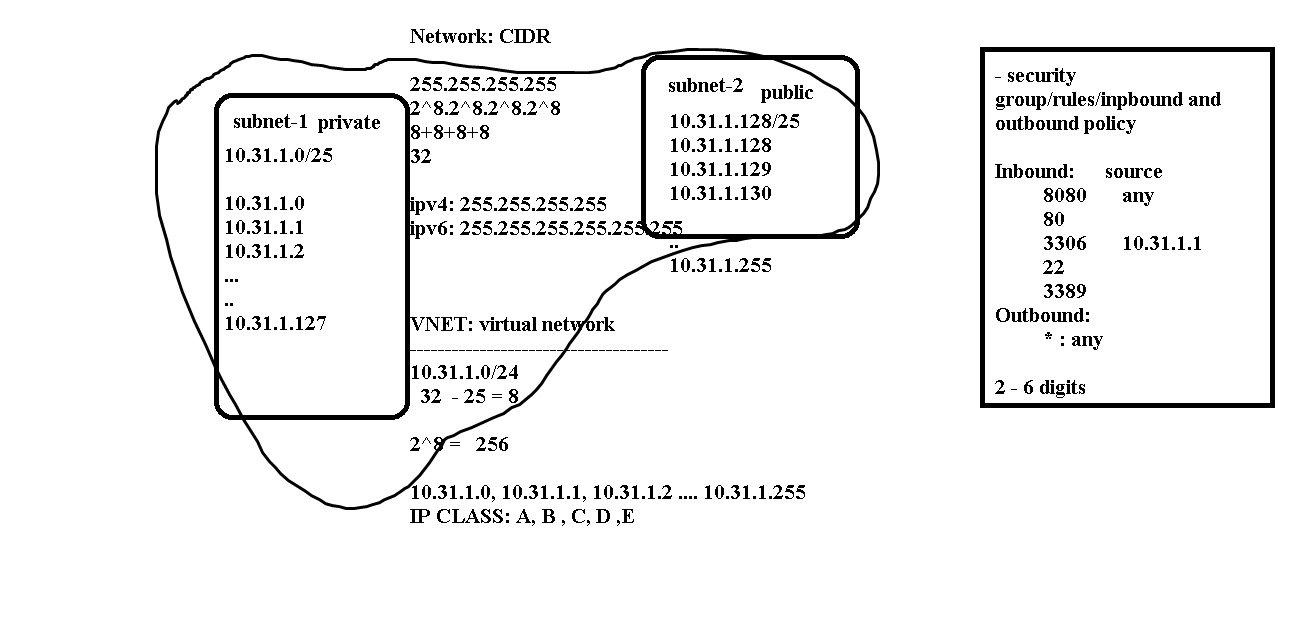 Network: CIDR
255.255.255.255
2^8.2^8.2^8.2^8
8+8+8+8
32
ipv4: 255.255.255.255
ipv6: 255.255.255.255.255.255
VNET: virtual network
-------------------------------------
10.31.1.0/24
32 - 25 = 8
2^8 = 256
10.31.1.0, 10.31.1.1, 10.31.1.2 .... 10.31.1.255
IP CLASS: A, B , C, D ,E
subnet-1 private
10.31.1.0/25
10.31.1.0
10.31.1.1
10.31.1.2
...
..
10.31.1.127
subnet-2 public
10.31.1.128/25
10.31.1.128
10.31.1.129
10.31.1.130
..
10.31.1.255
- security
group/rules/inpbound and
outbound policy
Inbound: source
8080 any
80
3306 10.31.1.1
22
3389
Outbound:
* : any
2 - 6 digits